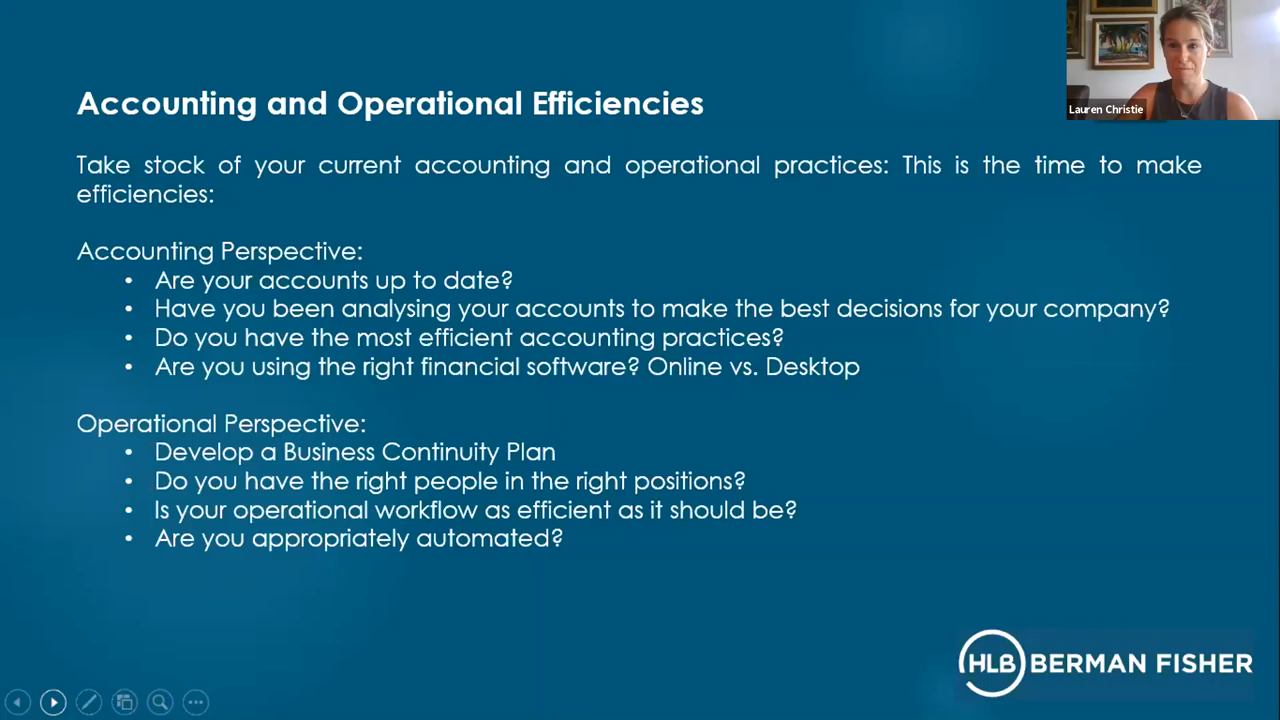 Lauren Christie
Accounting and Operational Efficiencies
Take stock of your current accounting and operational practices: This is the time to make
efficiencies:
Accounting Perspective:
• Are your accounts up to date?
• Have you been analysing your accounts to make the best decisions for your company?
• Do you have the most efficient accounting practices?
• Are you using the right financial software? Online vs. Desktop
Operational Perspective:
• Develop a Business Continuity Plan
• Do you have the right people in the right positions?
• Is your operational workflow as efficient as it should be?
• Are you appropriately automated?
HLB BERMAN FISHER